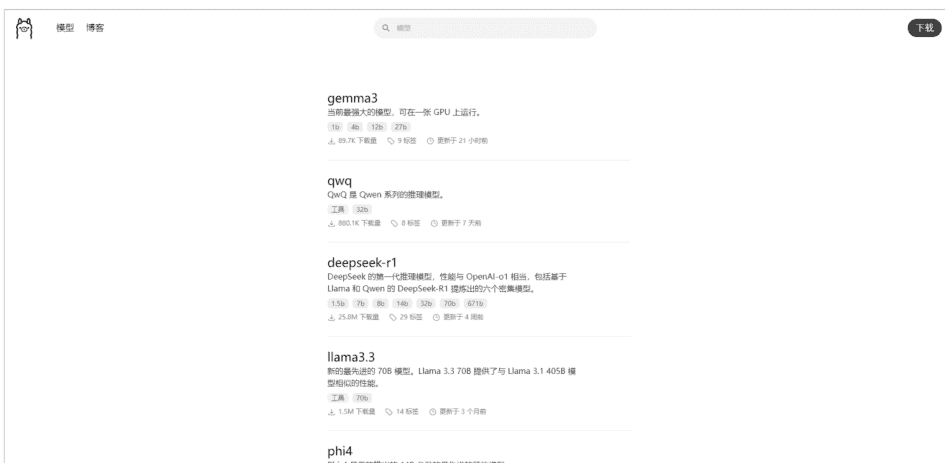 模型 博客 模型 下载
gemma3
当前最强大的模型，可在一张 GPU 上运行。
1b 4b 12b 27b
89.7K 下载量 9 标签 更新于 21 小时前
qwq
QwQ 是 Qwen 系列的推理模型。
工具 32b
880.1K 下载量 8 标签 更新于 7 天前
deepseek-r1
DeepSeek 的第一代推理模型，性能与 OpenAI-o1 相当，包括基于
Llama 和 Qwen 的 DeepSeek-R1 提炼出的六个密集模型。
1.5b 7b 8b 14b 32b 70b 671b
25.8M 下载量 29 标签 更新于 4 周前
llama3.3
新的最先进的 70B 模型。Llama 3.3 70B 提供了与 Llama 3.1 405B 模
型相似的性能。
工具 70b
1.5M 下载量 14 标签 更新于 3 个月前
phi4